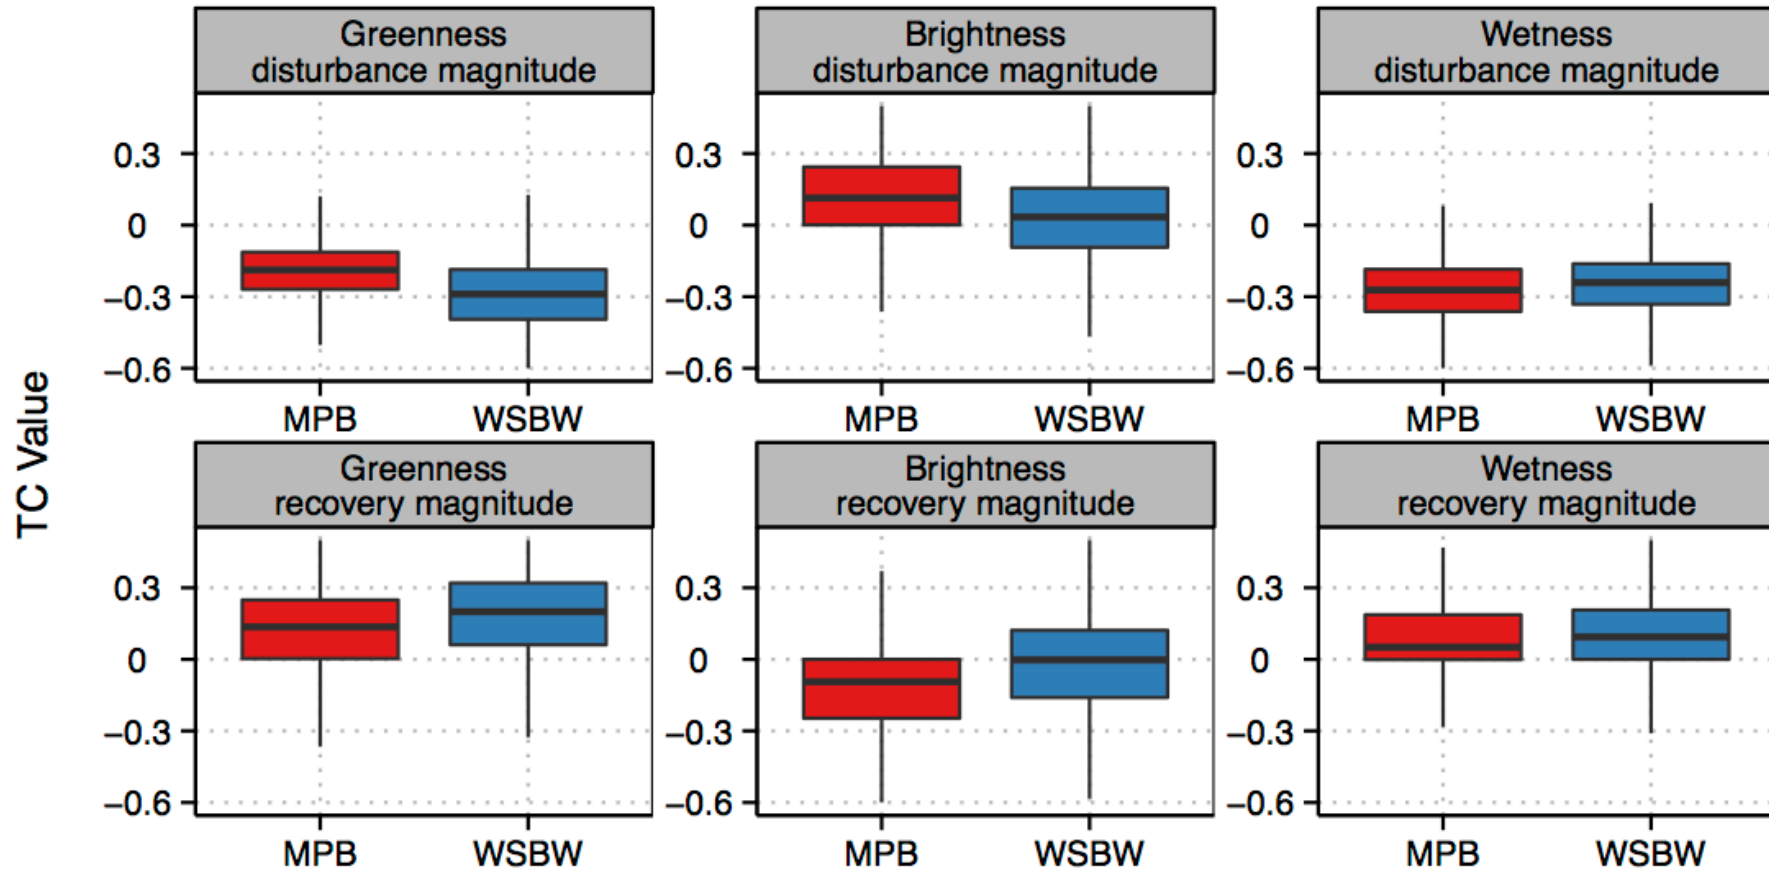 Greenness
disturbance magnitude
Brightness
disturbance magnitude
Wetness
disturbance magnitude
0.3
0
−0.3
−0.6
0.3
0
−0.3
−0.6
0.3
0
−0.3
−0.6
MPB WSBW
MPB WSBW
MPB WSBW
TC Value
Greenness
recovery magnitude
Brightness
recovery magnitude
Wetness
recovery magnitude
0.3
0
−0.3
−0.6
0.3
0
−0.3
−0.6
0.3
0
−0.3
−0.6
MPB WSBW
MPB WSBW
MPB WSBW